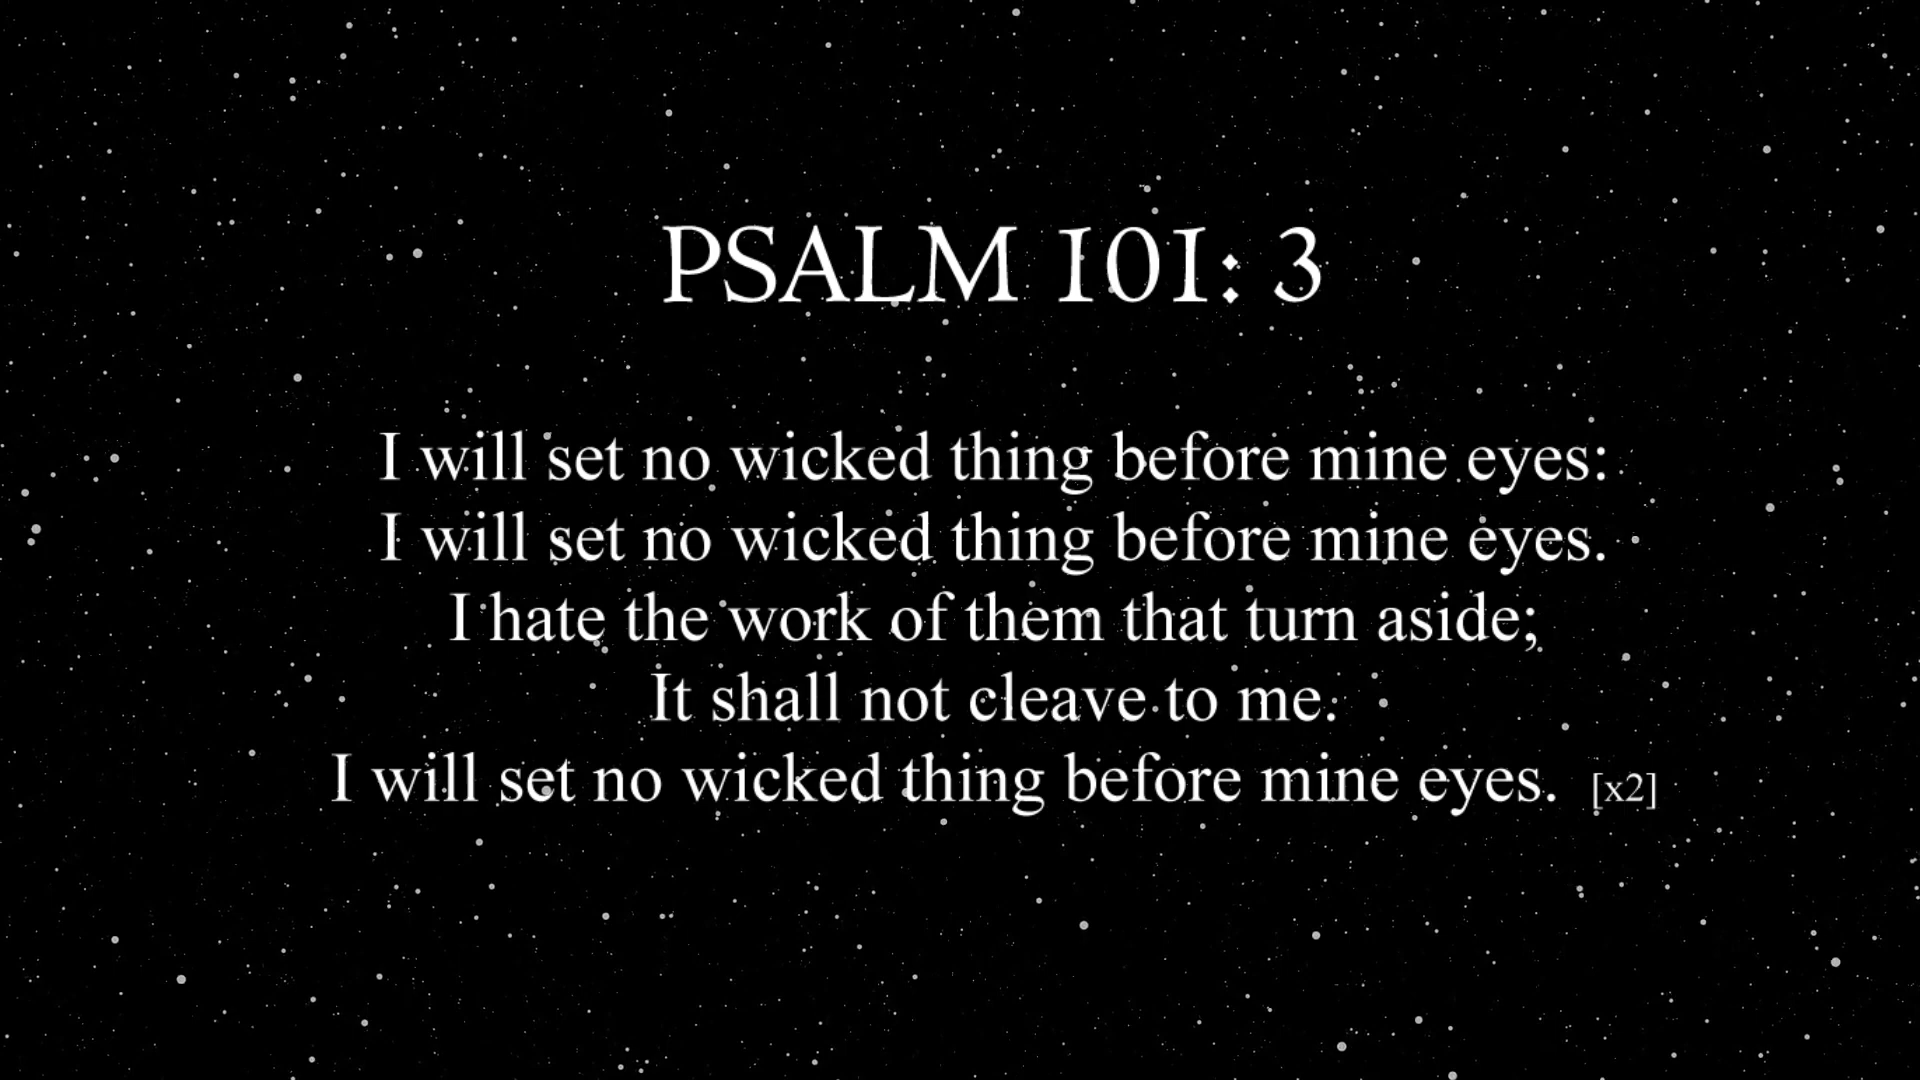 PSALM 101: 3
I will set no wicked thing before mine eyes:
I will set no wicked thing before mine eyes.
I hate the work of them that turn aside;
It shall not cleave to me.
I will set no wicked thing before mine eyes. [x2]